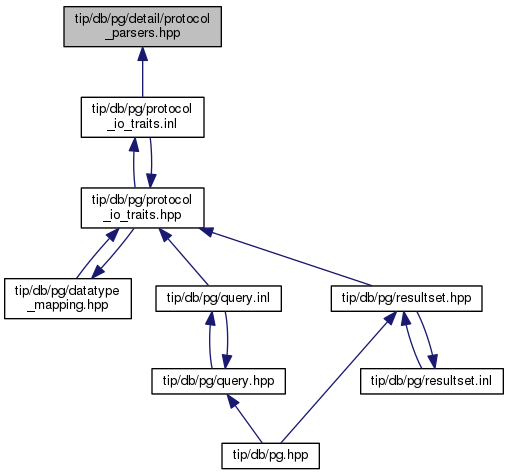 tip/db/pg/detail/protocol
_parsers.hpp
tip/db/pg/protocol
_io_traits.inl
tip/db/pg/protocol
_io_traits.hpp
tip/db/pg/datatype
_mapping.hpp
tip/db/pg/query.inl
tip/db/pg/resultset.hpp
tip/db/pg/query.hpp
tip/db/pg/resultset.inl
tip/db/pg.hpp